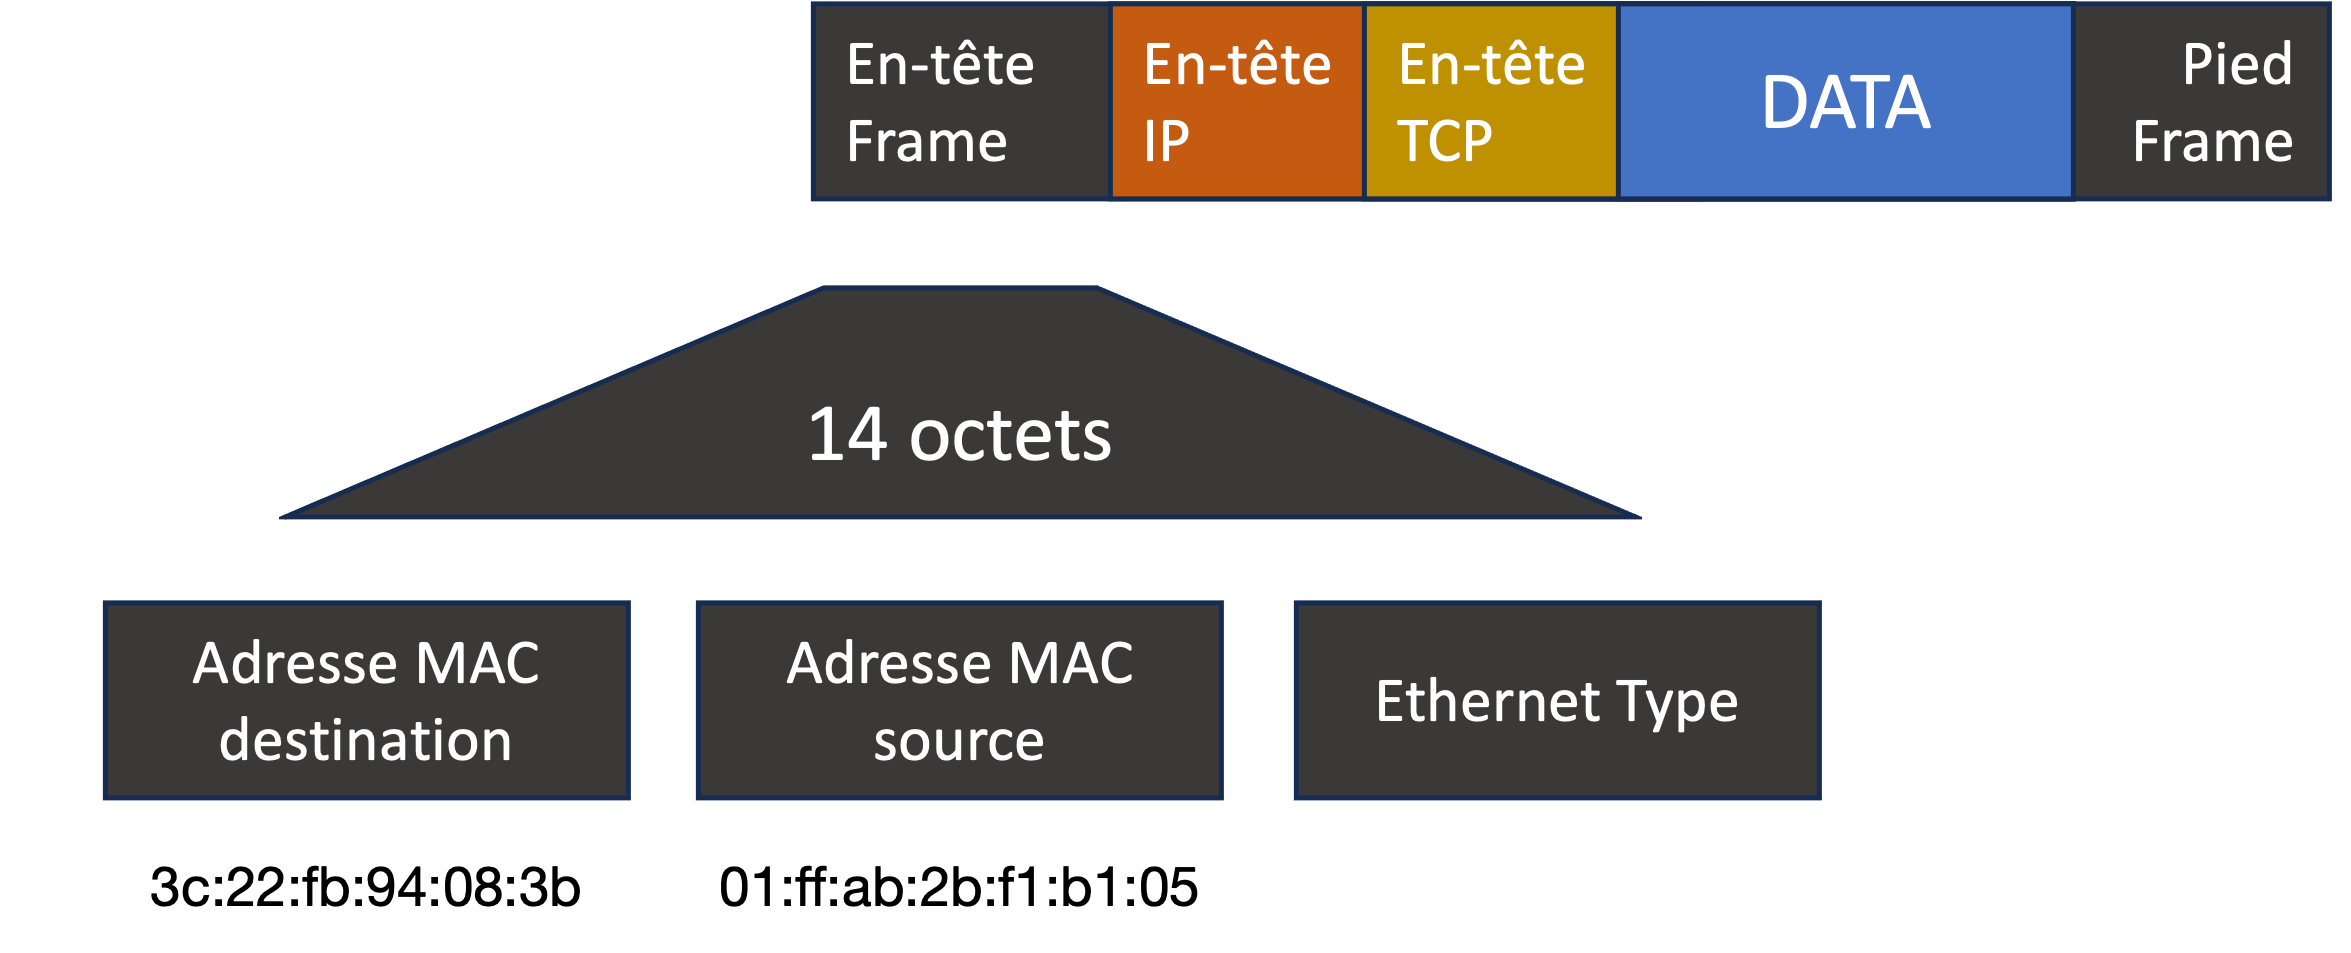 En-tête
Frame
En-tête
IP
En-tête
TCP
DATA
Pied
Frame
14 octets
Adresse MAC
destination
Adresse MAC
source
Ethernet Type
3c:22:fb:94:08:3b
01:ff:ab:2b:f1:b1:05